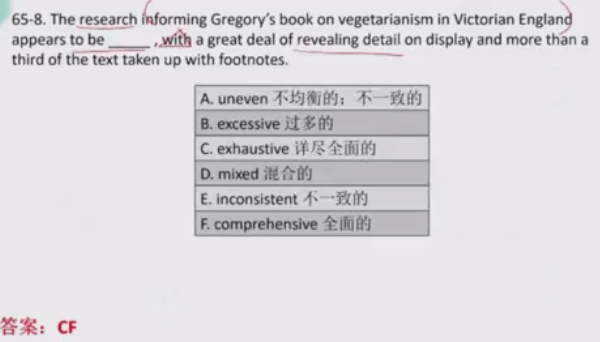 65-8. The research informing Gregory's book on vegetarianism in Victorian England
appears to be _____ , with a great deal of revealing detail on display and more than a
third of the text taken up with footnotes.
A. uneven 不均衡的；不一致的
B. excessive 过多的
C. exhaustive 详尽全面的
D. mixed 混合的
E. inconsistent 不一致的
F. comprehensive 全面的
答案：CF